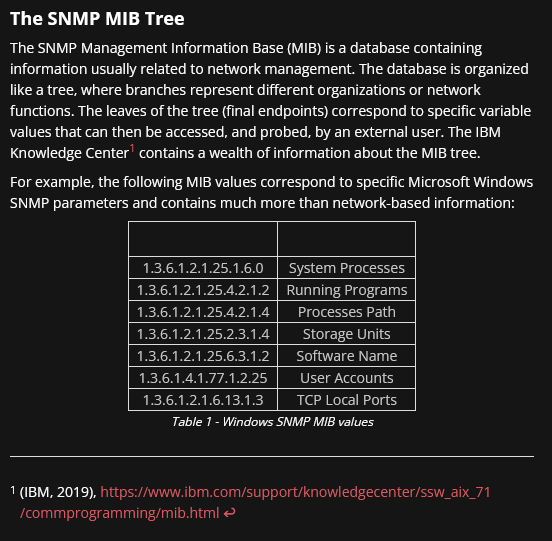 The SNMP MIB Tree
The SNMP Management Information Base (MIB) is a database containing
information usually related to network management. The database is organized
like a tree, where branches represent different organizations or network
functions. The leaves of the tree (final endpoints) correspond to specific variable
values that can then be accessed, and probed, by an external user. The IBM
Knowledge Center1 contains a wealth of information about the MIB tree.
For example, the following MIB values correspond to specific Microsoft Windows
SNMP parameters and contains much more than network-based information:
1.3.6.1.2.1.25.1.6.0 System Processes
1.3.6.1.2.1.25.4.2.1.2 Running Programs
1.3.6.1.2.1.25.4.2.1.4 Processes Path
1.3.6.1.2.1.25.2.3.1.4 Storage Units
1.3.6.1.2.1.25.6.3.1.2 Software Name
1.3.6.1.4.1.77.1.2.25 User Accounts
1.3.6.1.2.1.6.13.1.3 TCP Local Ports
Table 1 - Windows SNMP MIB values
1 (IBM, 2019), https://www.ibm.com/support/knowledgecenter/ssw_aix_71
/commprogramming/mib.html ↩